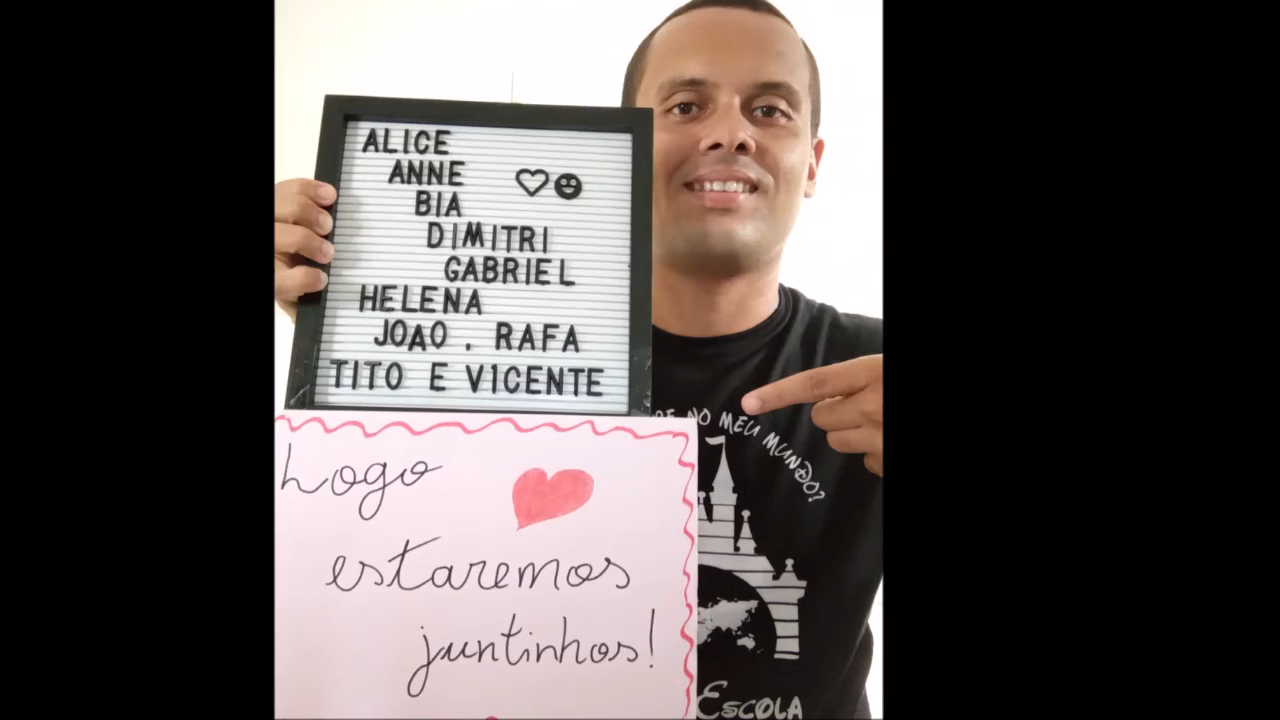 ALICE
ANNE
BIA
DIMITRI
GABRIEL
HELENA
JOAO . RAFA
TITO E VICENTE
Logo
estaremos
juntinhos!
NO MEU MUNDO?
ESCOLA